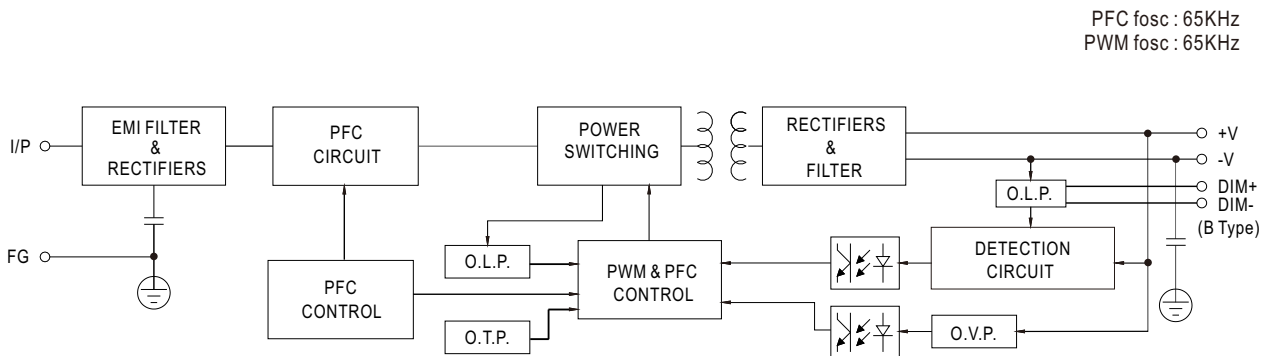 PFC fosc : 65KHz
PWM fosc : 65KHz
I/P
EMI FILTER
&
RECTIFIERS
PFC
CIRCUIT
POWER
SWITCHING
RECTIFIERS
&
FILTER
+V
-V
DIM+
DIM-
(B Type)
O.L.P.
FG
PFC
CONTROL
O.L.P.
O.T.P.
PWM & PFC
CONTROL
DETECTION
CIRCUIT
O.V.P.